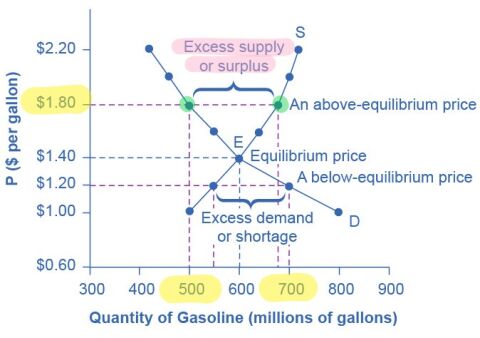 S
$2.20
Excess supply
or surplus
$1.80
An above-equilibrium price
E
$1.40
Equilibrium price
A below-equilibrium price
$1.20
$1.00
Excess demand
or shortage
D
$0.60
300 400 500 600 700 800 900
P ($ per gallon)
Quantity of Gasoline (millions of gallons)